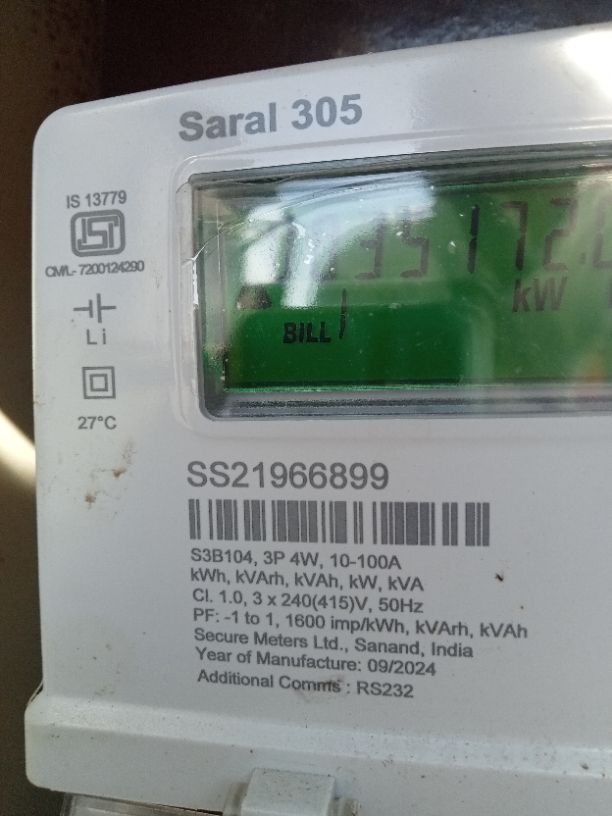 Saral 305
IS 13779
ISI
CM/L- 7200124290
Li
27°C
35172.
kW
BILL
SS21966899
S3B104, 3P 4W, 10-100A
kWh, kVArh, kVAh, kW, kVA
Cl. 1.0, 3 x 240(415)V, 50Hz
PF: -1 to 1, 1600 imp/kWh, kVArh, kVAh
Secure Meters Ltd., Sanand, India
Year of Manufacture: 09/2024
Additional Comms : RS232